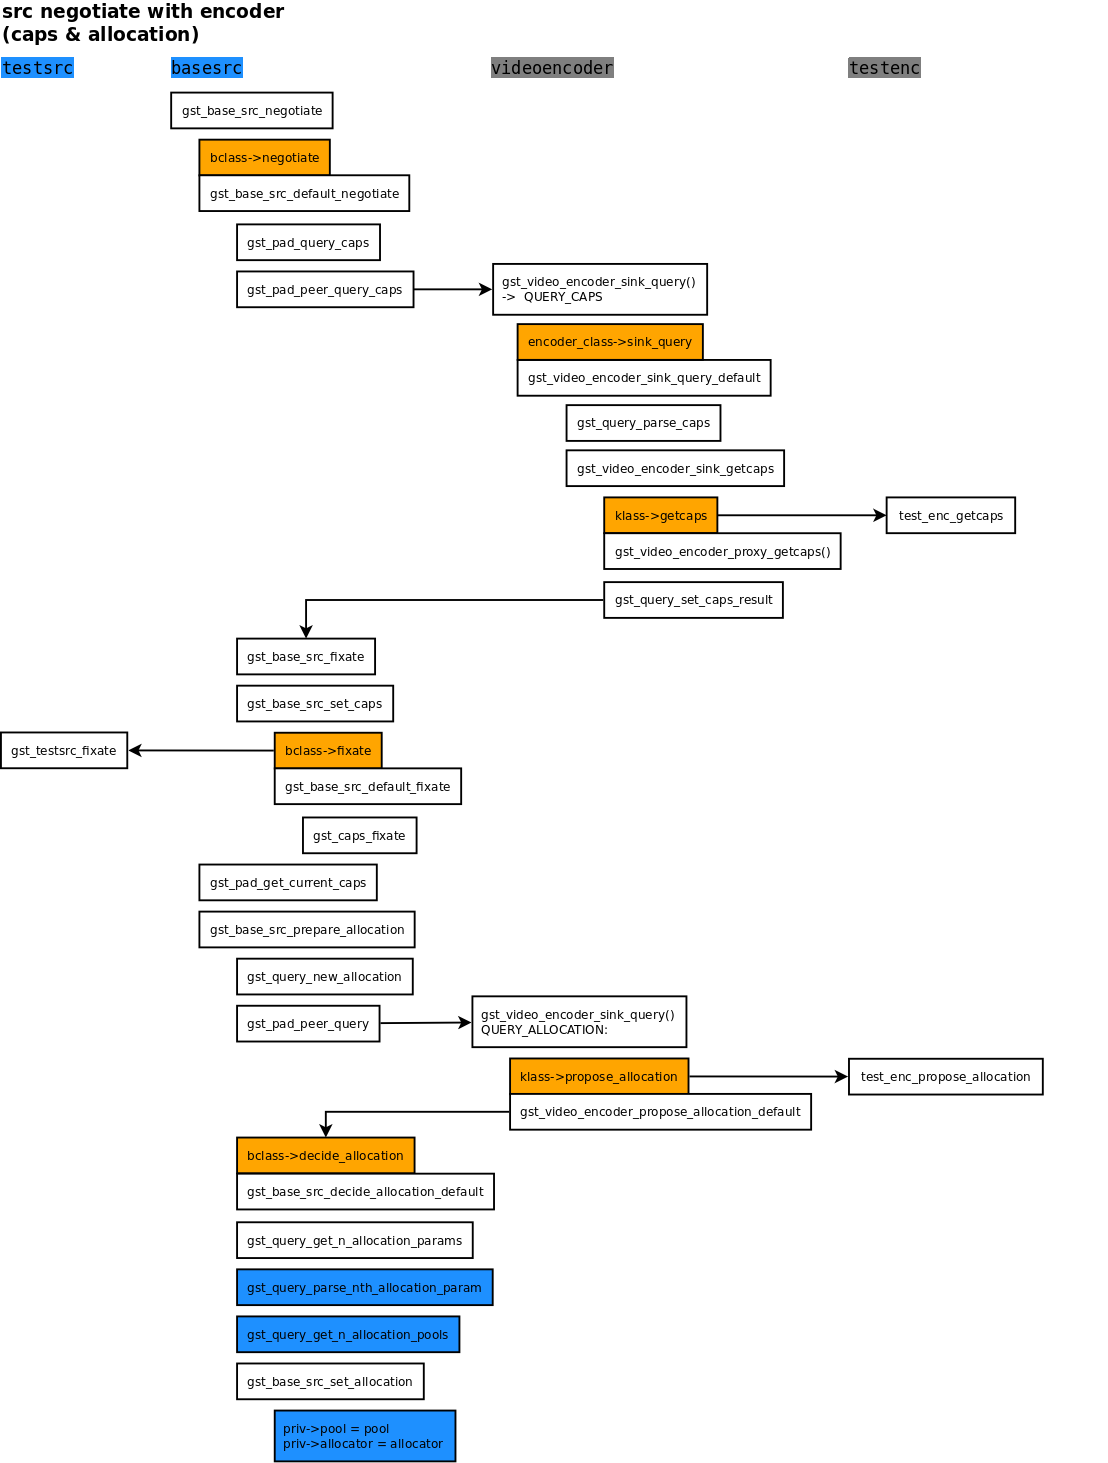 src negotiate with encoder
(caps & allocation)
testsrc
basesrc
videoencoder
testenc
gst_base_src_negotiate
bclass->negotiate
gst_base_src_default_negotiate
gst_pad_query_caps
gst_pad_peer_query_caps
gst_video_encoder_sink_query()
-> QUERY_CAPS
encoder_class->sink_query
gst_video_encoder_sink_query_default
gst_query_parse_caps
gst_video_encoder_sink_getcaps
klass->getcaps
test_enc_getcaps
gst_video_encoder_proxy_getcaps()
gst_query_set_caps_result
gst_base_src_fixate
gst_base_src_set_caps
gst_testsrc_fixate
bclass->fixate
gst_base_src_default_fixate
gst_caps_fixate
gst_pad_get_current_caps
gst_base_src_prepare_allocation
gst_query_new_allocation
gst_pad_peer_query
gst_video_encoder_sink_query()
QUERY_ALLOCATION:
klass->propose_allocation
test_enc_propose_allocation
gst_video_encoder_propose_allocation_default
bclass->decide_allocation
gst_base_src_decide_allocation_default
gst_query_get_n_allocation_params
gst_query_parse_nth_allocation_param
gst_query_get_n_allocation_pools
gst_base_src_set_allocation
priv->pool = pool
priv->allocator = allocator